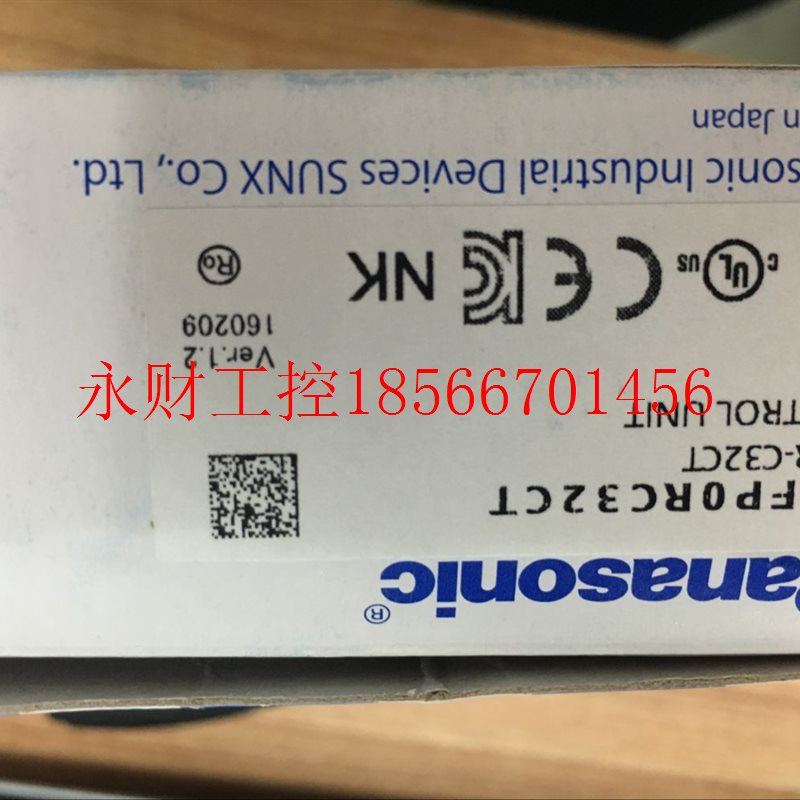 Panasonic®
FP0RC32CT
R-C32CT
TROL UNIT
Ver.1.2
160209
C UL US CE NK Ro
sonic Industrial Devices SUNX Co., Ltd.
n Japan
永财工控18566701456